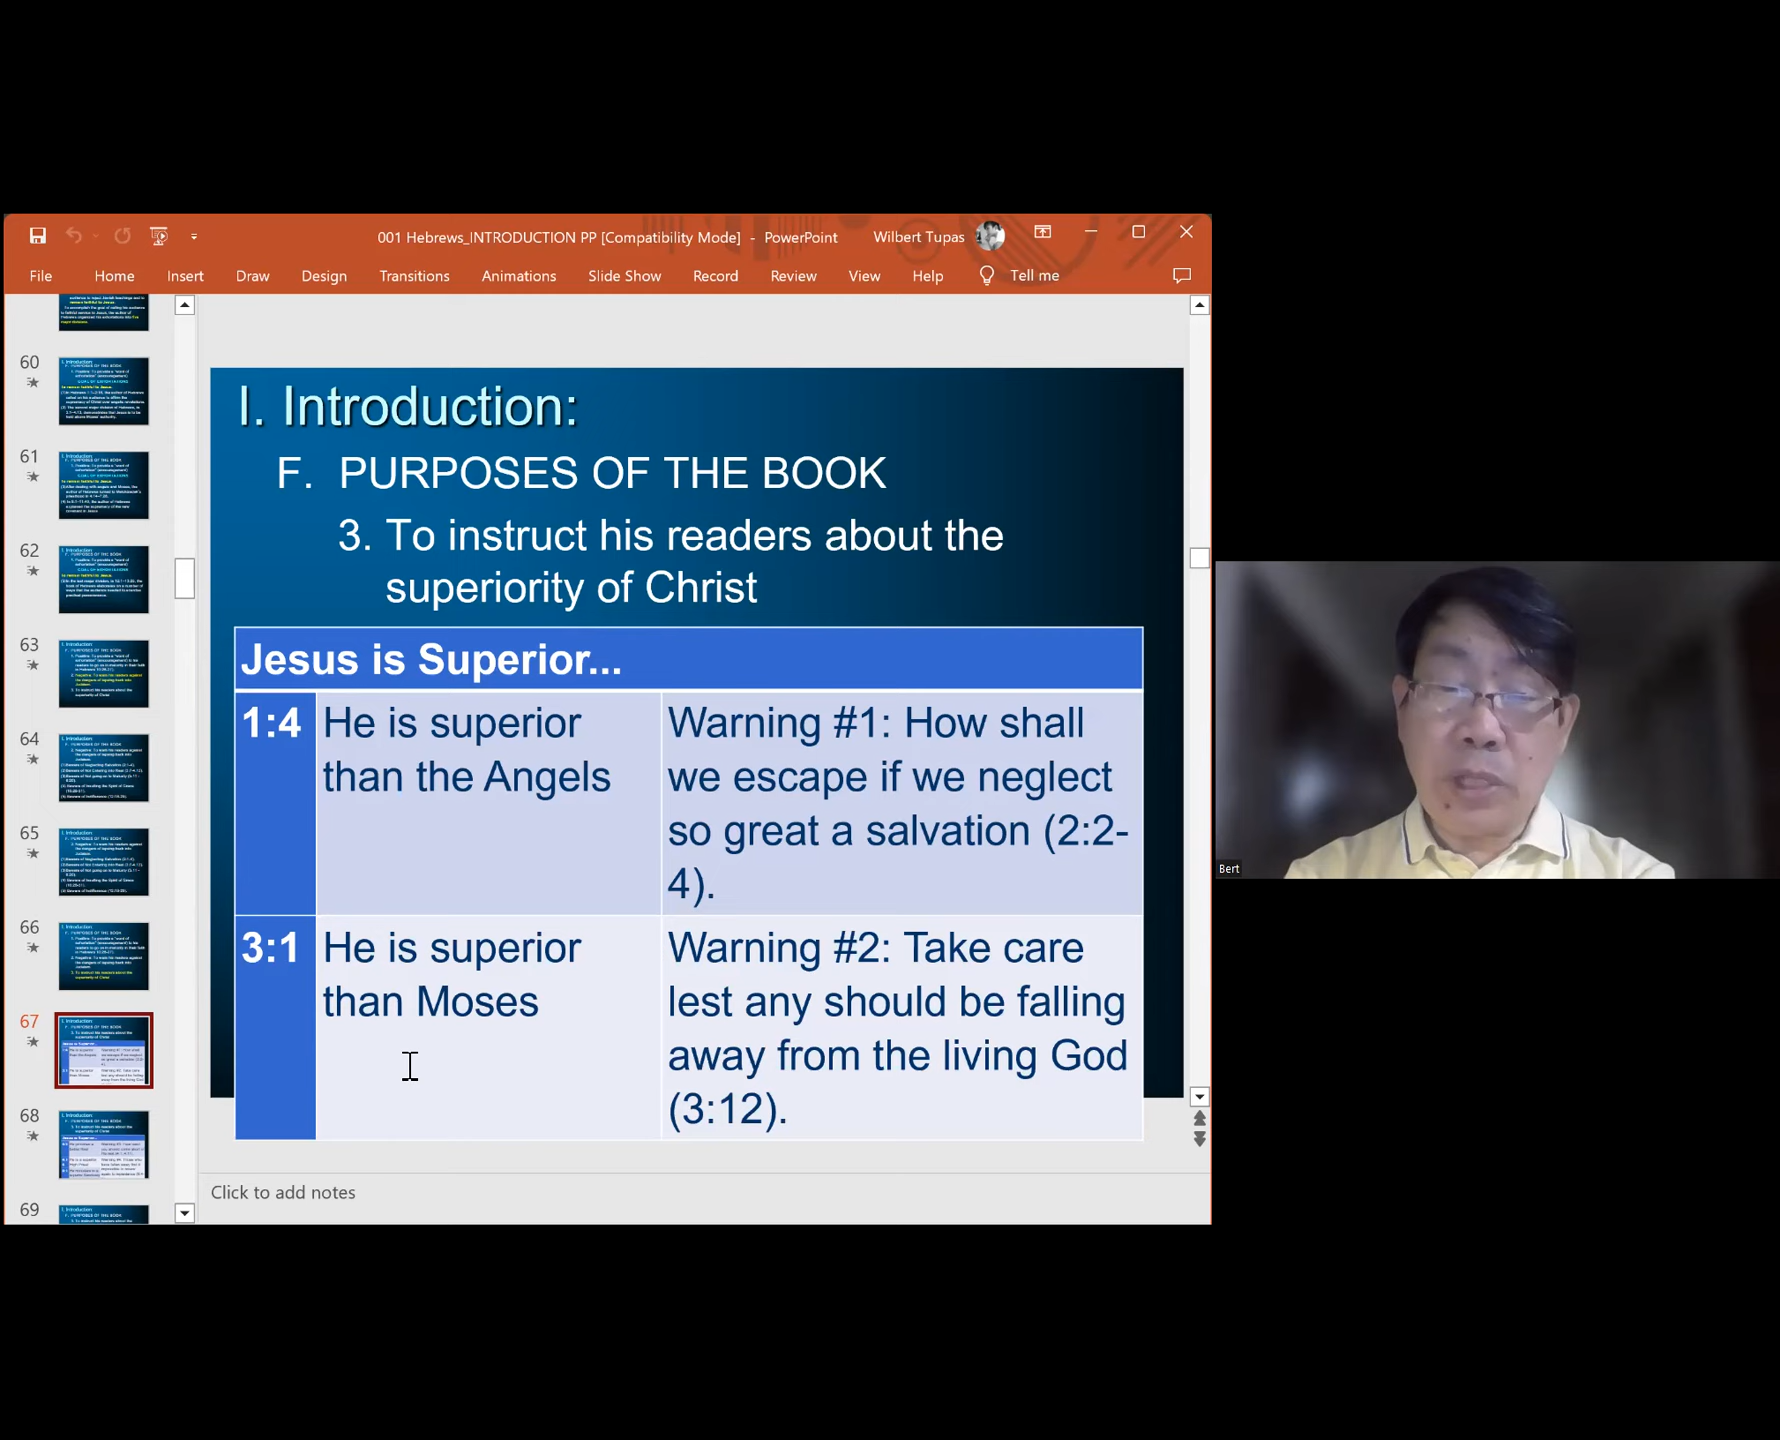 001 Hebrews_INTRODUCTION PP [Compatibility Mode] - PowerPoint
Wilbert Tupas
File Home Insert Draw Design Transitions Animations Slide Show Record Review View Help Tell me
60
61
62
63
64
65
66
67
68
69
I. Introduction:
F. PURPOSES OF THE BOOK
3. To instruct his readers about the
superiority of Christ
Jesus is Superior...
1:4 He is superior
than the Angels
Warning #1: How shall
we escape if we neglect
so great a salvation (2:2-
4).
3:1 He is superior
than Moses
Warning #2: Take care
lest any should be falling
away from the living God
(3:12).
Click to add notes
Bert